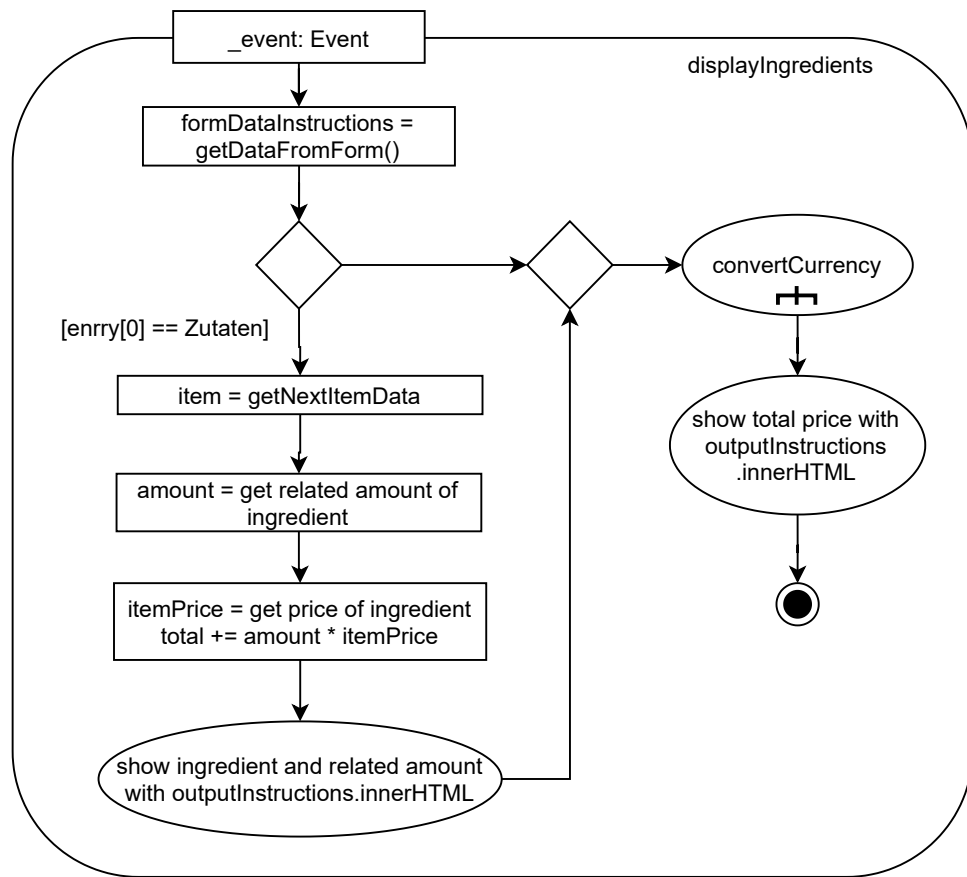 _event: Event
displayIngredients
formDataInstructions =
getDataFromForm()
convertCurrency
[enrry[0] == Zutaten]
item = getNextItemData
show total price with
outputInstructions
.innerHTML
amount = get related amount of
ingredient
itemPrice = get price of ingredient
total += amount * itemPrice
show ingredient and related amount
with outputInstructions.innerHTML